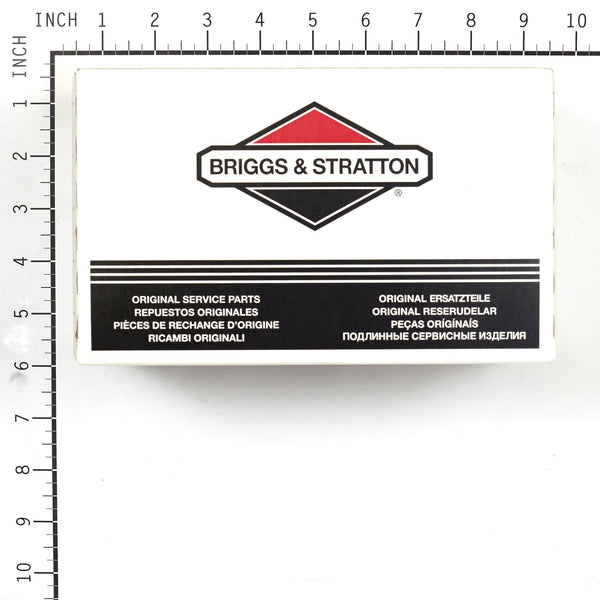 INCH 1 2 3 4 5 6 7 8 9 10
INCH
1
2
3
4
5
6
7
8
9
10
BRIGGS & STRATTON
®
ORIGINAL SERVICE PARTS
REPUESTOS ORIGINALES
PIÈCES DE RECHANGE D'ORIGINE
RICAMBI ORIGINALI
ORIGINAL ERSATZTEILE
ORIGINAL RESERUDELAR
PEÇAS ORÍGÍNAÍS
ПОДЛИННЫЕ СЕРВИСНЫЕ ИЗДЕЛИЯ